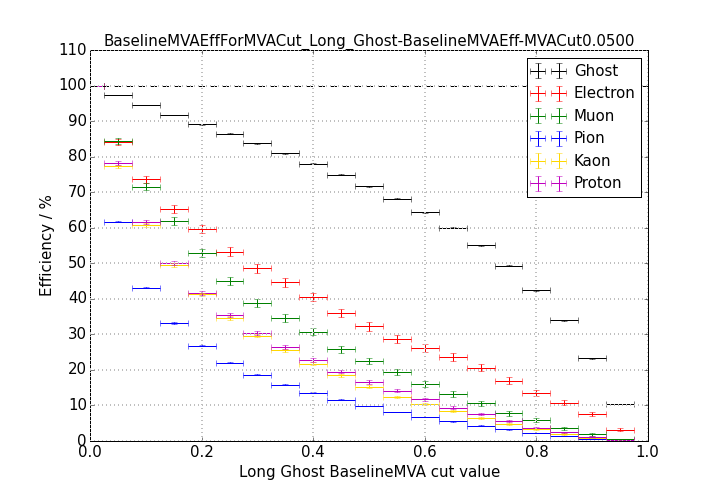 BaselineMVAEffForMVACut_Long_Ghost-BaselineMVAEff-MVACut0.0500
110
100
90
80
70
60
50
40
30
20
10
0
Efficiency / %
Ghost
Electron
Muon
Pion
Kaon
Proton
0.0 0.2 0.4 0.6 0.8 1.0
Long Ghost BaselineMVA cut value